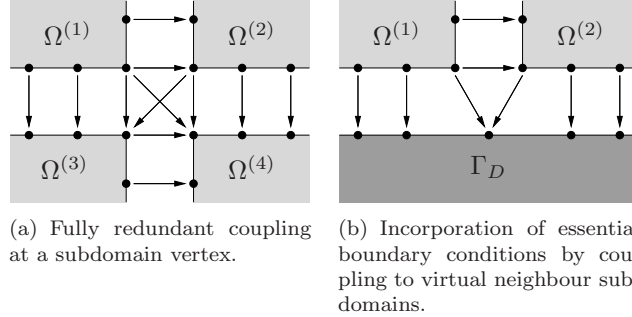 Ω(1)
Ω(2)
Ω(3)
Ω(4)
(a) Fully redundant coupling
at a subdomain vertex.
Ω(1)
Ω(2)
Γ_D
(b) Incorporation of essentia
boundary conditions by cou
pling to virtual neighbour sub
domains.